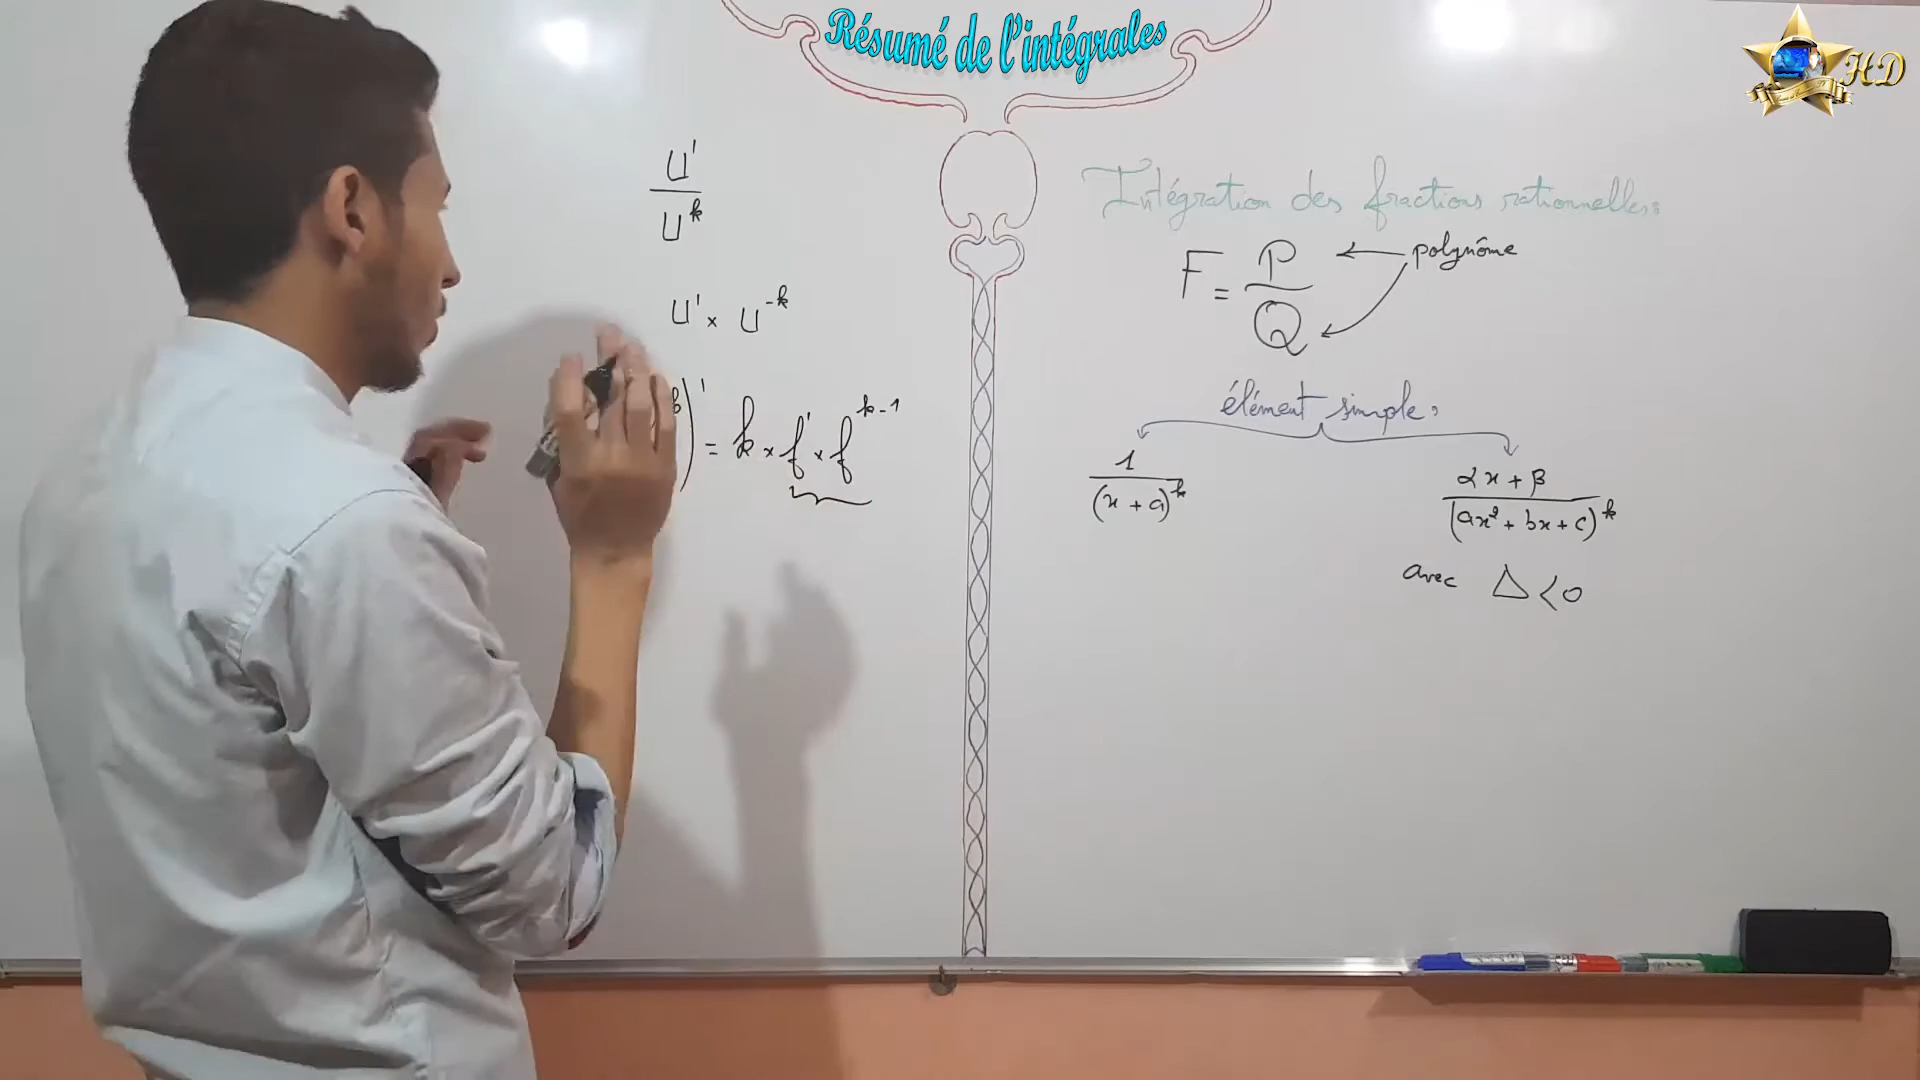 Résumé de l'intégrales
HD
U'
U^k
U' × U^-k
k)' = k × f' × f^k-1
Intégration des fractions rationnelles:
F = P/Q
polynôme
élément simple:
1
(x + a)^k
αx + β
(ax² + bx + c)^k
avec Δ < 0